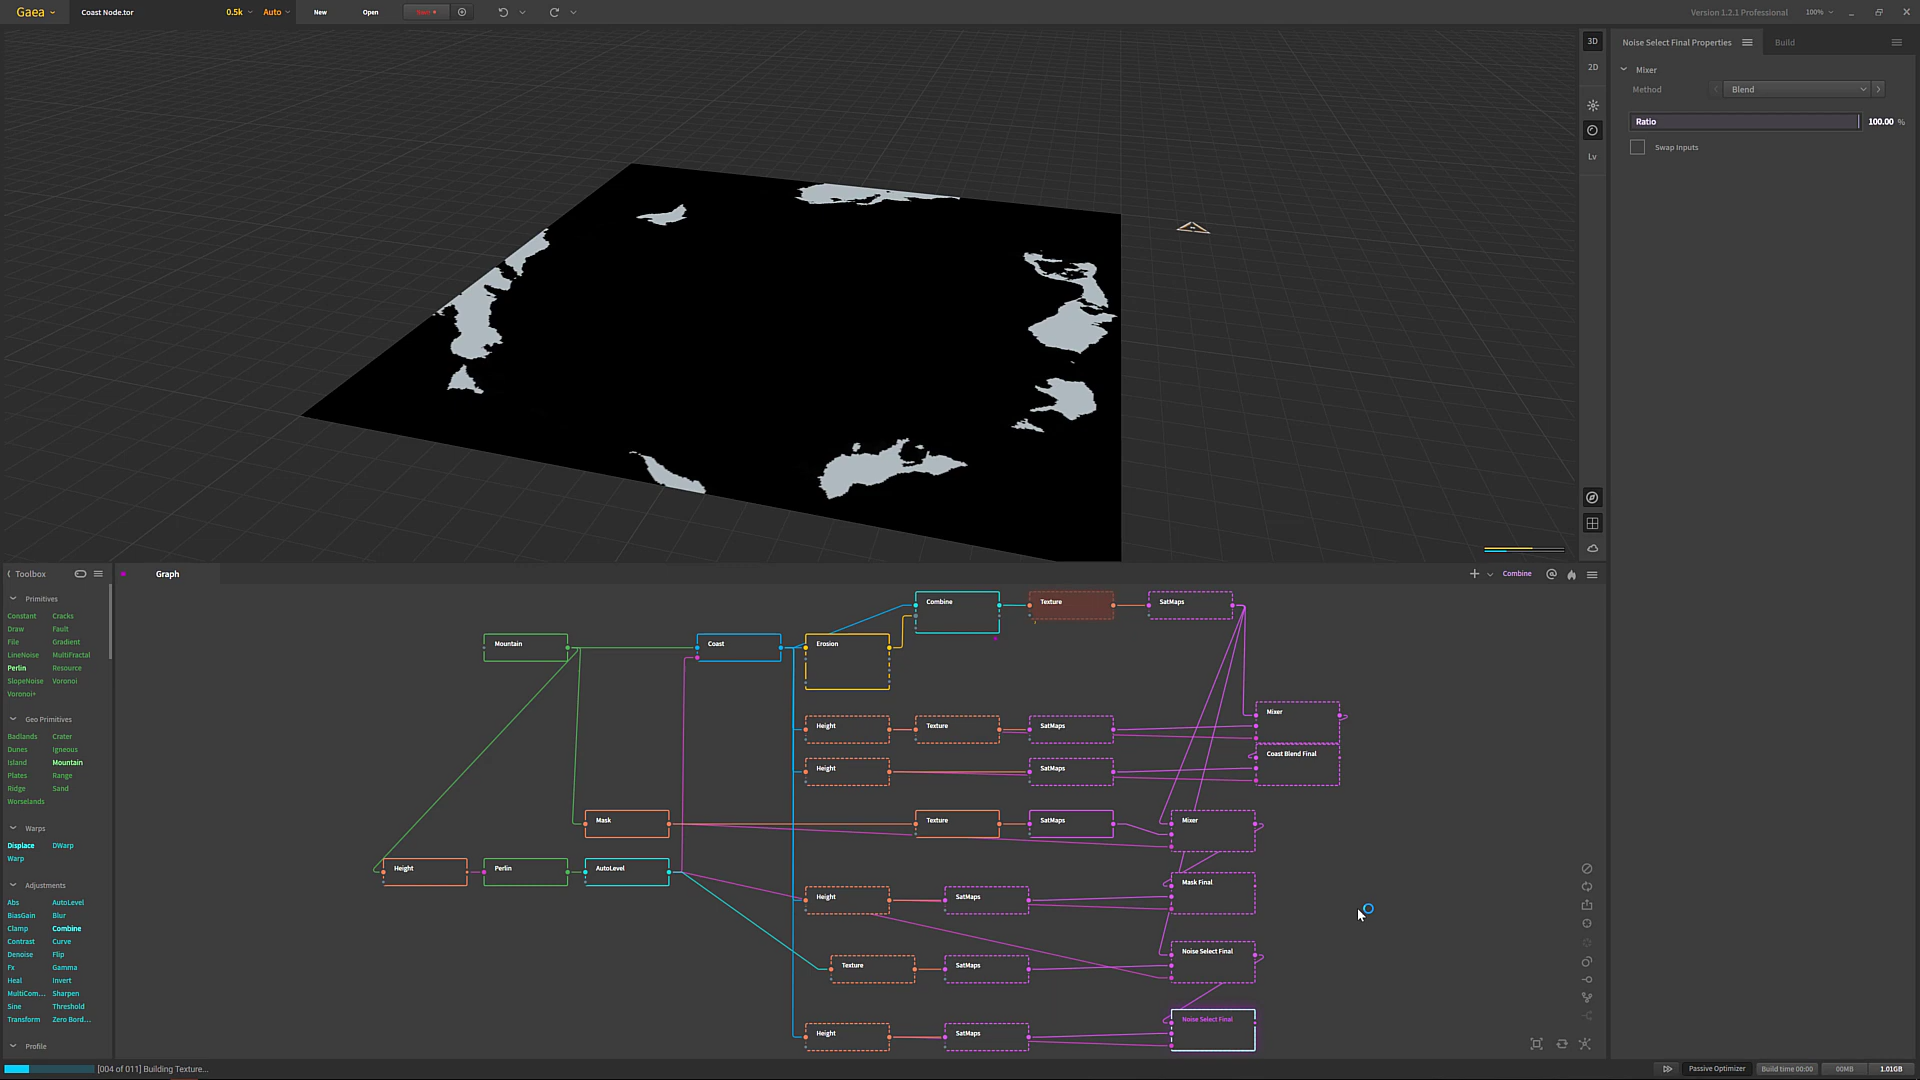 Gaea
Coast Node.tor
0.5k
Auto
New
Open
Version 1.2.1 Professional
100%
3D
2D
Lv
Noise Select Final Properties
Build
Mixer
Method
Blend
Ratio
100.00 %
Swap Inputs
Toolbox
Graph
Combine
Primitives
Constant Cracks
Draw Fault
File Gradient
LineNoise MultiFractal
Perlin Resource
SlopeNoise Voronoi
Voronoi+
Geo Primitives
Badlands Crater
Dunes Igneous
Island Mountain
Plates Range
Ridge Sand
Worselands
Warps
Displace DWarp
Warp
Adjustments
Abs AutoLevel
BiasGain Blur
Clamp Combine
Contrast Curve
Denoise Flip
Fx Gamma
Heal Invert
MultiCom... Sharpen
Sine Threshold
Transform Zero Bord...
Profile
Combine
Texture
SatMaps
Mountain
Coast
Erosion
Height
Texture
SatMaps
Mixer
Coast Blend Final
Height
SatMaps
Mask
Texture
SatMaps
Mixer
Height
Perlin
AutoLevel
Mask Final
Height
SatMaps
Noise Select Final
Texture
SatMaps
Noise Select Final
Height
SatMaps
[004 of 011] Building Texture...
Passive Optimizer
Build time 00:00
00MB
1.01GB